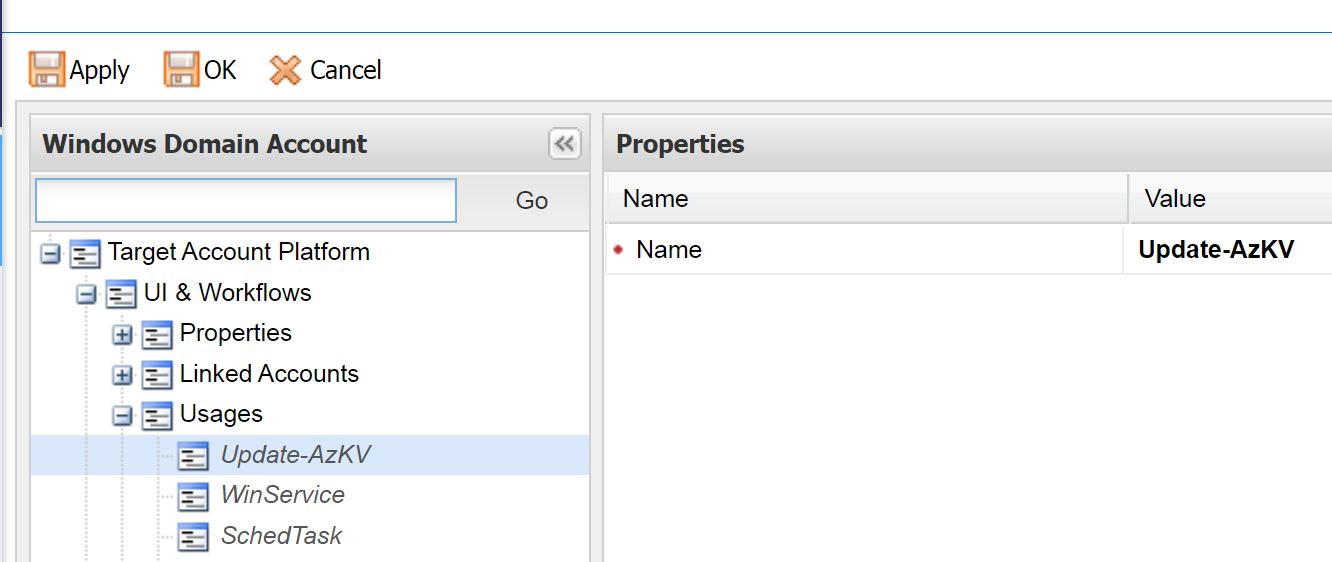 Apply OK Cancel
Windows Domain Account
Go
Target Account Platform
UI & Workflows
Properties
Linked Accounts
Usages
Update-AzKV
WinService
SchedTask
Properties
Name Value
Name Update-AzKV